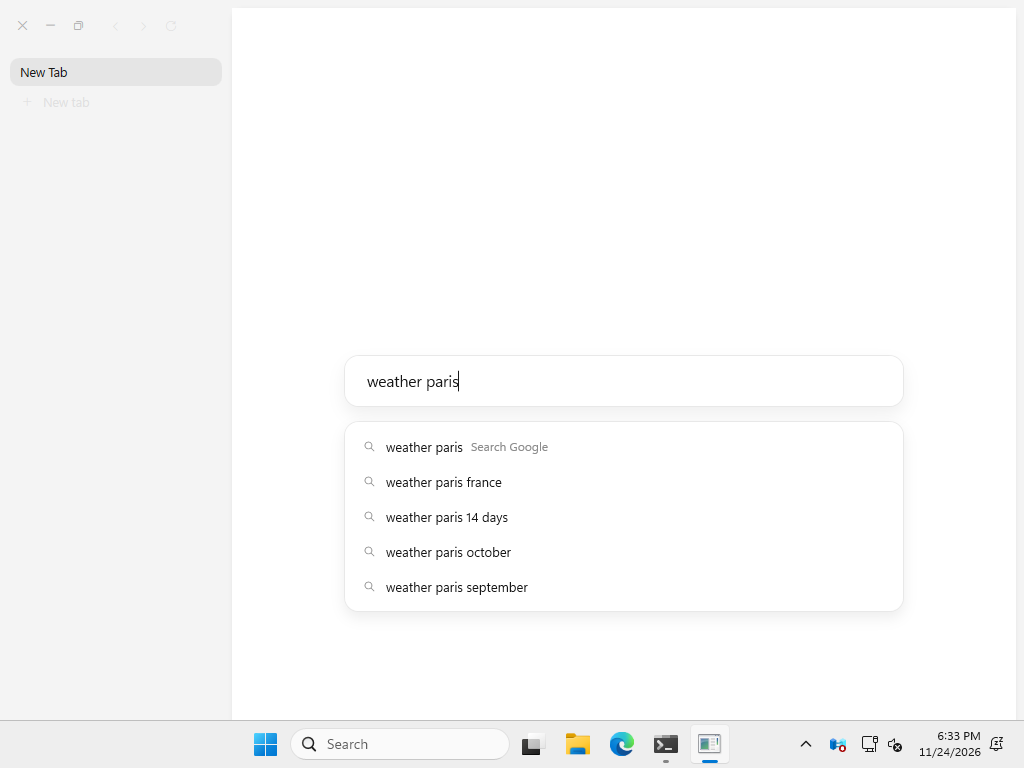 New Tab
New tab
weather paris
weather paris Search Google
weather paris france
weather paris 14 days
weather paris october
weather paris september
Search
6:33 PM
11/24/2026